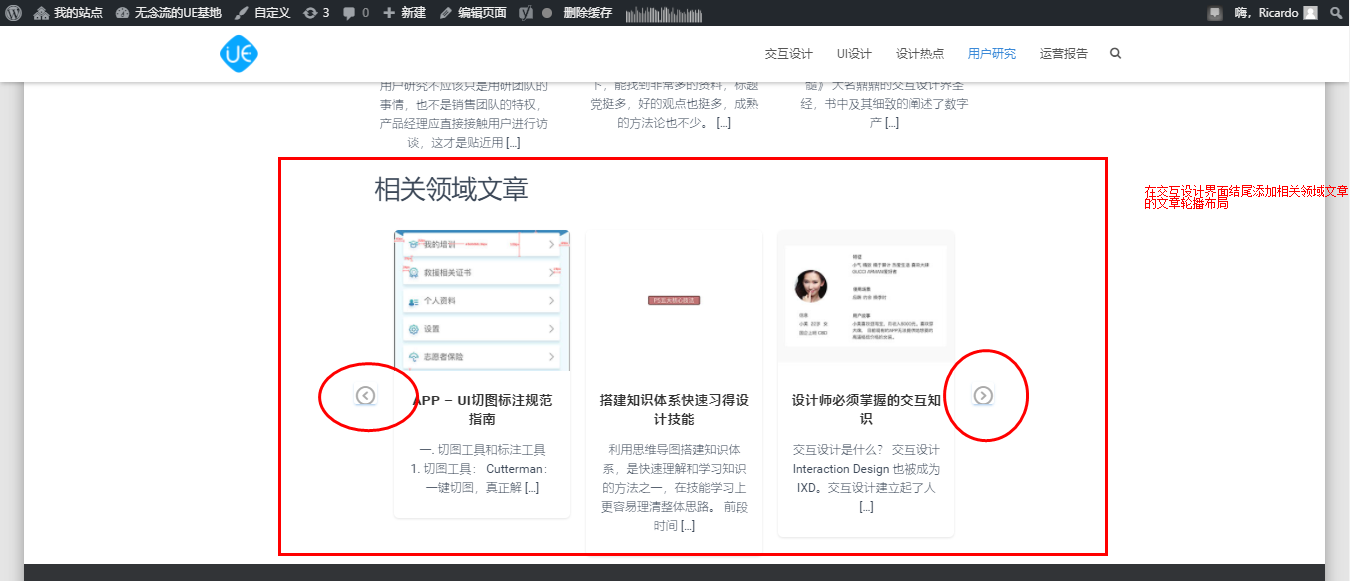 我的站点 无念流的UE基地 自定义 3 0 新建 编辑页面 删除缓存 嗨，Ricardo
UE 交互设计 UI设计 设计热点 用户研究 运营报告
用户研究不应该只是用研团队的
事情，也不是销售团队的特权，
产品经理应直接接触用户进行访
谈，这才是贴近用 [...]
下，能找到非常多的资料，标题
党挺多，好的观点也挺多，成熟
的方法论也不少。 [...]
髓》 大名鼎鼎的交互设计界圣
经，书中及其细致的阐述了数字
产 [...]
相关领域文章
在交互设计界面结尾添加相关领域文章
的文章轮播布局
我的培训
救援相关证书
个人资料
设置
志愿者保险
APP – UI切图标注规范
指南
一. 切图工具和标注工具
1. 切图工具： Cutterman：
一键切图，真正解 [...]
搭建知识体系快速习得设
计技能
利用思维导图搭建知识体
系，是快速理解和学习知识
的方法之一，在技能学习上
更容易理清整体思路。 前段
时间 [...]
设计师必须掌握的交互知
识
交互设计是什么？ 交互设计
Interaction Design 也被成为
IXD。交互设计建立起了人
[...]